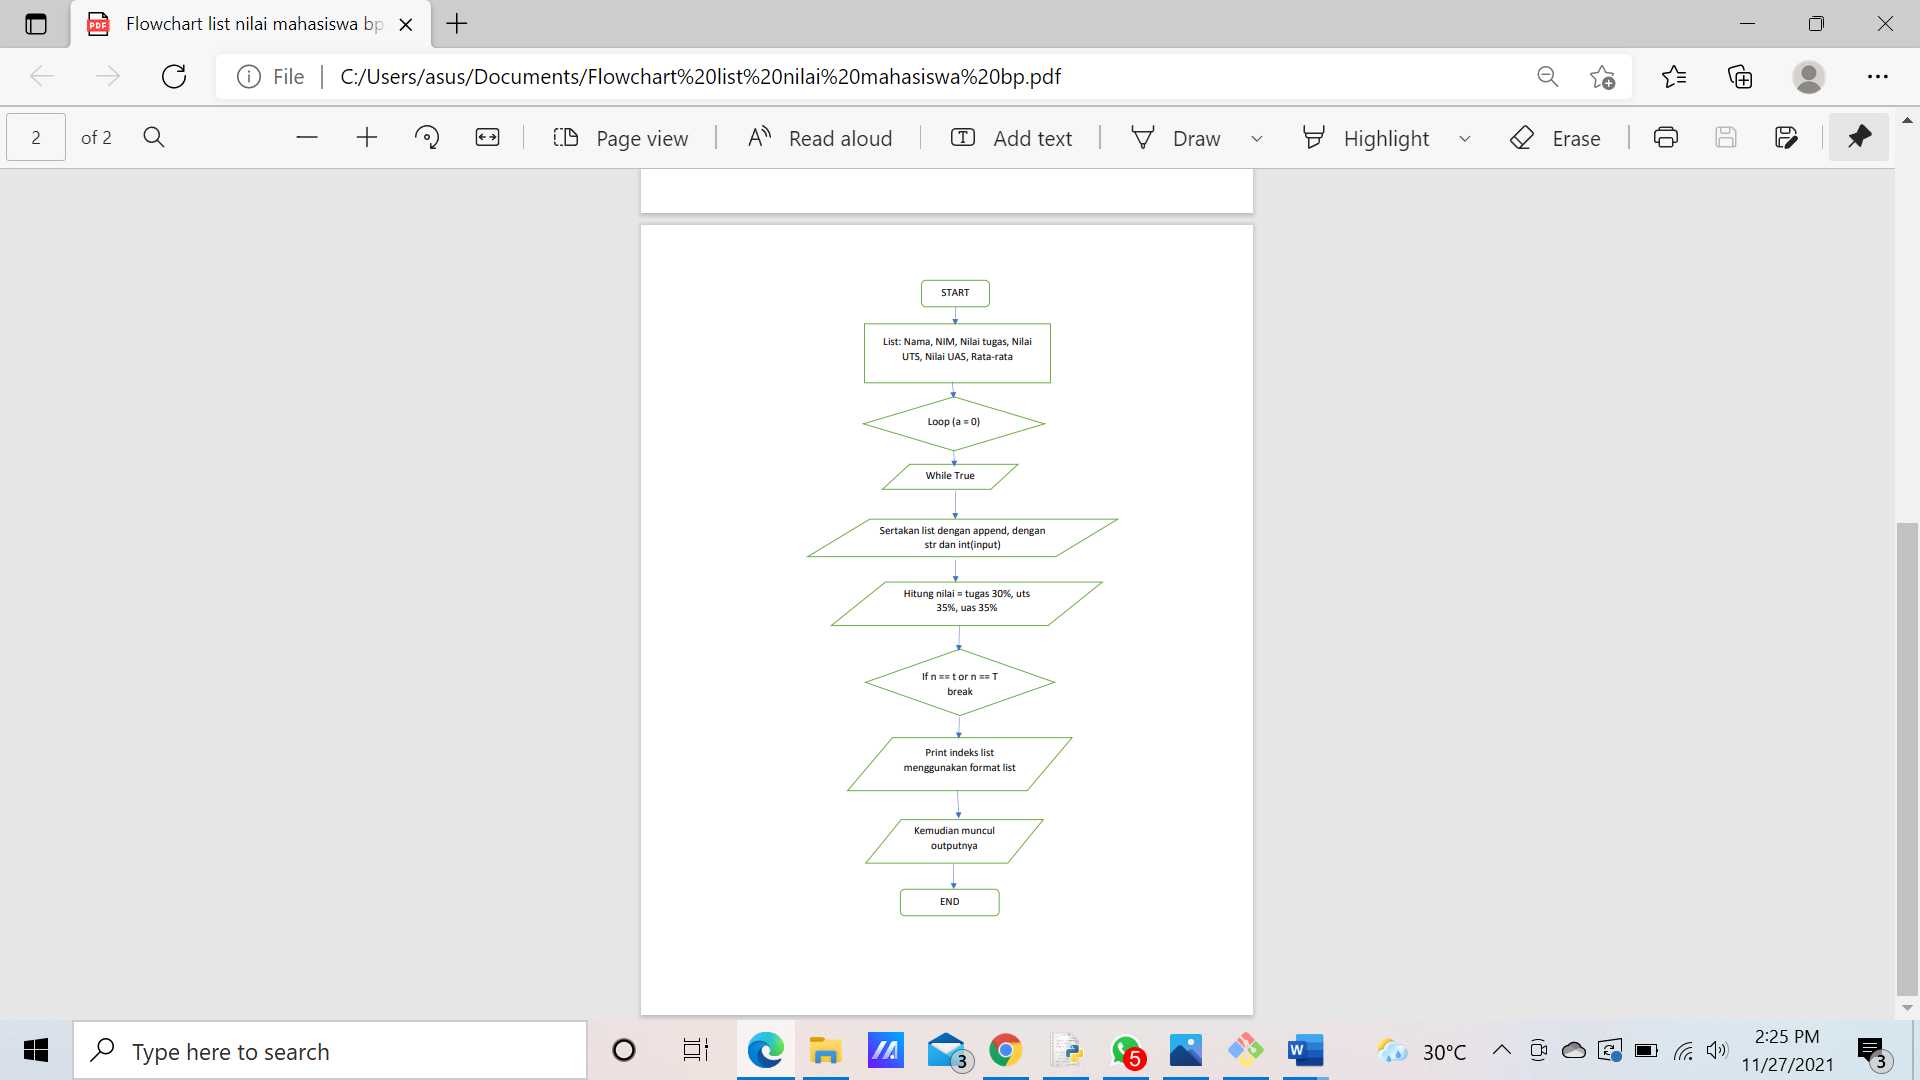 Flowchart list nilai mahasiswa bp
File
C:/Users/asus/Documents/Flowchart%20list%20nilai%20mahasiswa%20bp.pdf
2 of 2
Page view
Read aloud
Add text
Draw
Highlight
Erase
START
List: Nama, NIM, Nilai tugas, Nilai
UTS, Nilai UAS, Rata-rata
Loop (a = 0)
While True
Sertakan list dengan append, dengan
str dan int(input)
Hitung nilai = tugas 30%, uts
35%, uas 35%
If n == t or n == T
break
Print indeks list
menggunakan format list
Kemudian muncul
outputnya
END
Type here to search
3
5
30°C
2:25 PM
11/27/2021
3